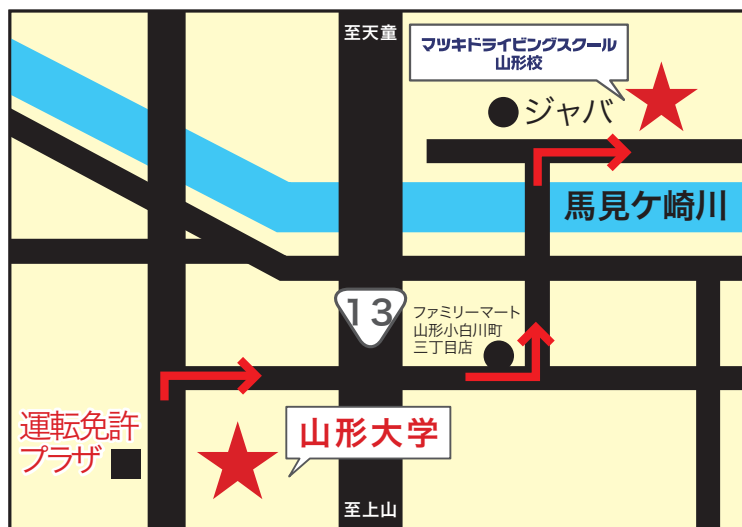 至天童
マツキドライビングスクール
山形校
ジャバ
馬見ケ崎川
13
ファミリーマート
山形小白川町
三丁目店
運転免許
プラザ
山形大学
至上山